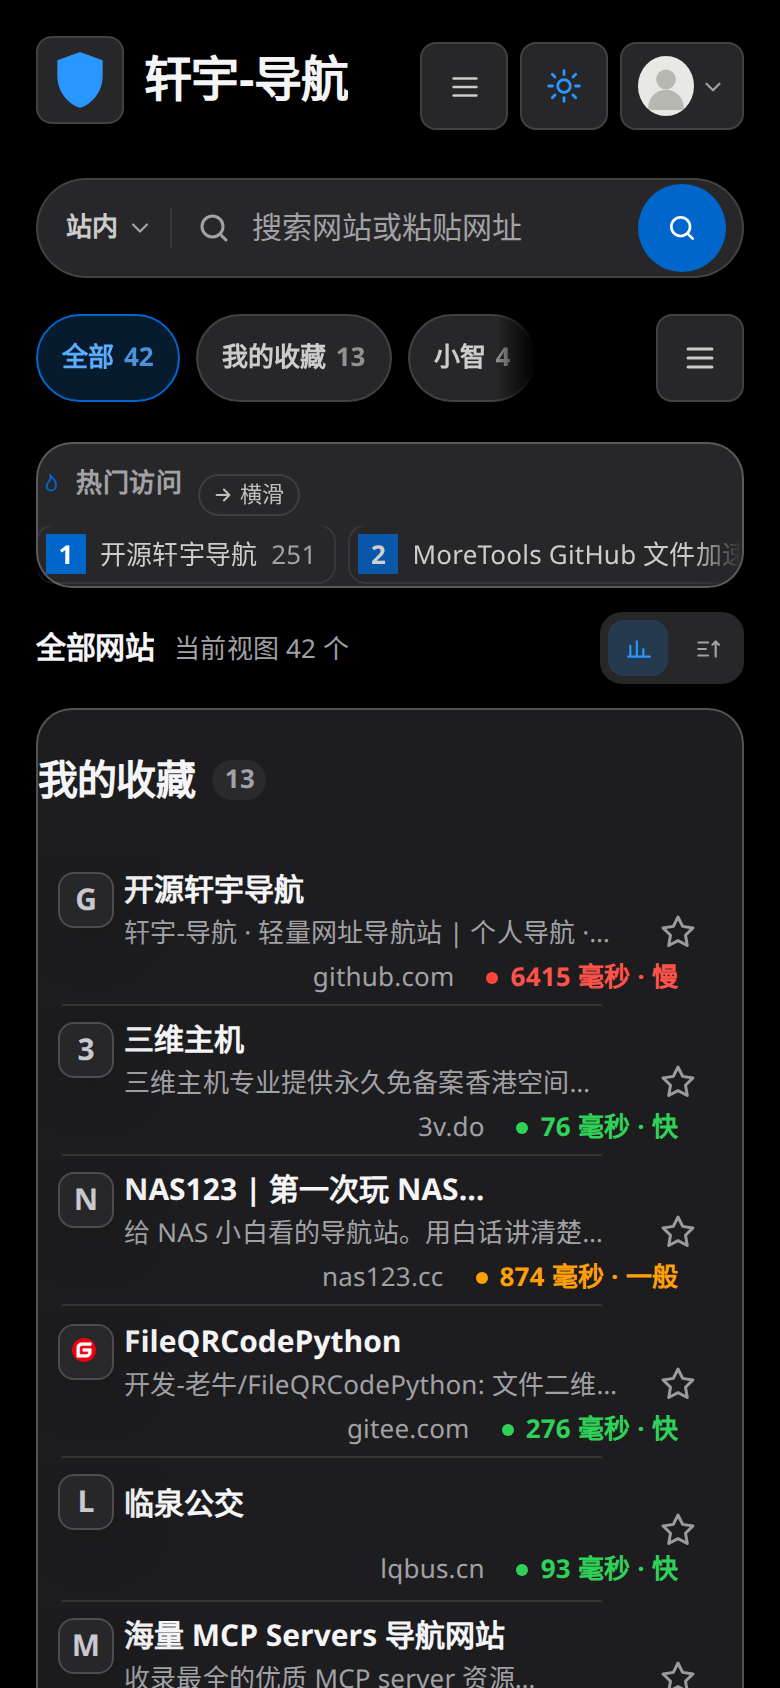 轩宇-导航
站内 搜索网站或粘贴网址
全部 42 我的收藏 13 小智 4
热门访问 → 横滑
1 开源轩宇导航 251 2 MoreTools GitHub 文件加速
全部网站 当前视图 42 个
我的收藏 13
G 开源轩宇导航
轩宇-导航 · 轻量网址导航站 | 个人导航 ·...
github.com 6415 毫秒 · 慢
3 三维主机
三维主机专业提供永久免备案香港空间...
3v.do 76 毫秒 · 快
N NAS123 | 第一次玩 NAS...
给 NAS 小白看的导航站。用白话讲清楚...
nas123.cc 874 毫秒 · 一般
G FileQRCodePython
开发-老牛/FileQRCodePython: 文件二维...
gitee.com 276 毫秒 · 快
L 临泉公交
lqbus.cn 93 毫秒 · 快
M 海量 MCP Servers 导航网站
收录最全的优质 MCP server 资源...